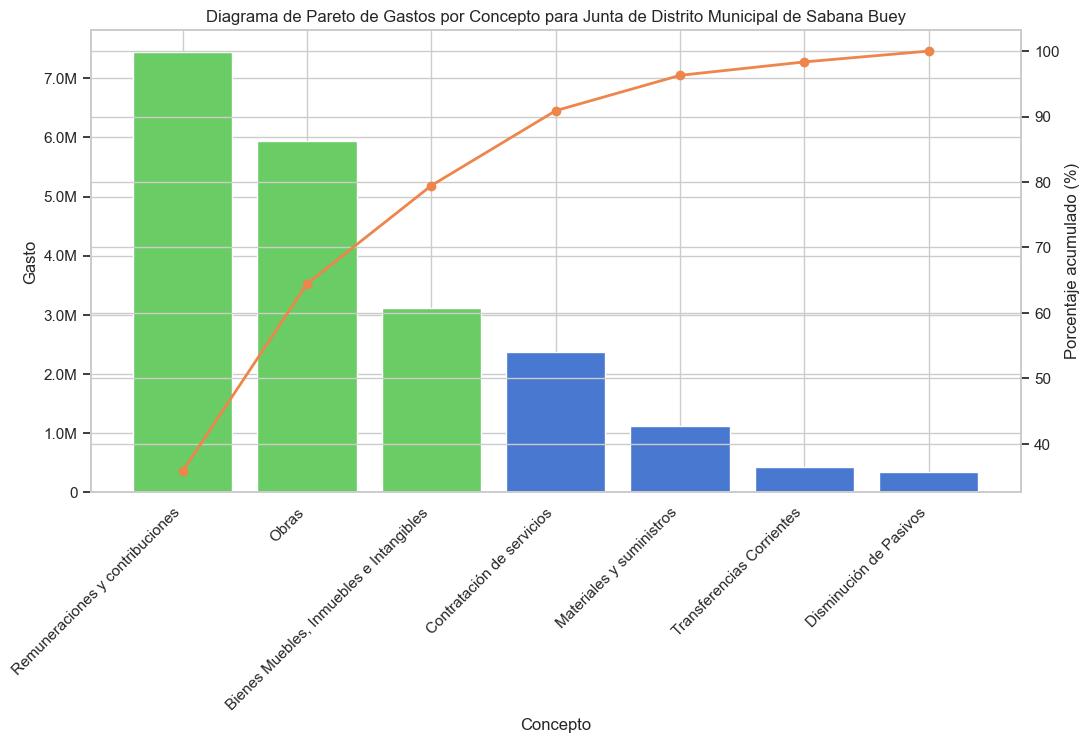 Diagrama de Pareto de Gastos por Concepto para Junta de Distrito Municipal de Sabana Buey
Gasto
7.0M
6.0M
5.0M
4.0M
3.0M
2.0M
1.0M
0
100
90
80
70
60
50
40
Porcentaje acumulado (%)
Remuneraciones y contribuciones
Obras
Bienes Muebles, Inmuebles e Intangibles
Contratación de servicios
Materiales y suministros
Transferencias Corrientes
Disminución de Pasivos
Concepto